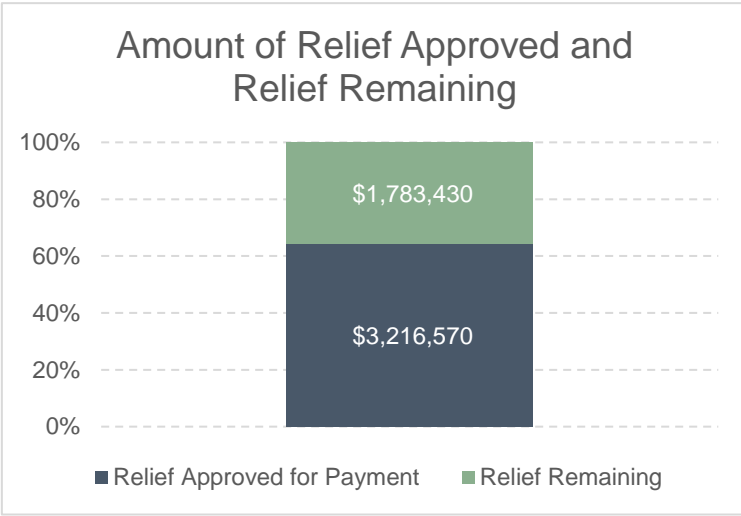 Amount of Relief Approved and
Relief Remaining
100%
$1,783,430
80%
60%
40%
$3,216,570
20%
0%
Relief Approved for Payment Relief Remaining